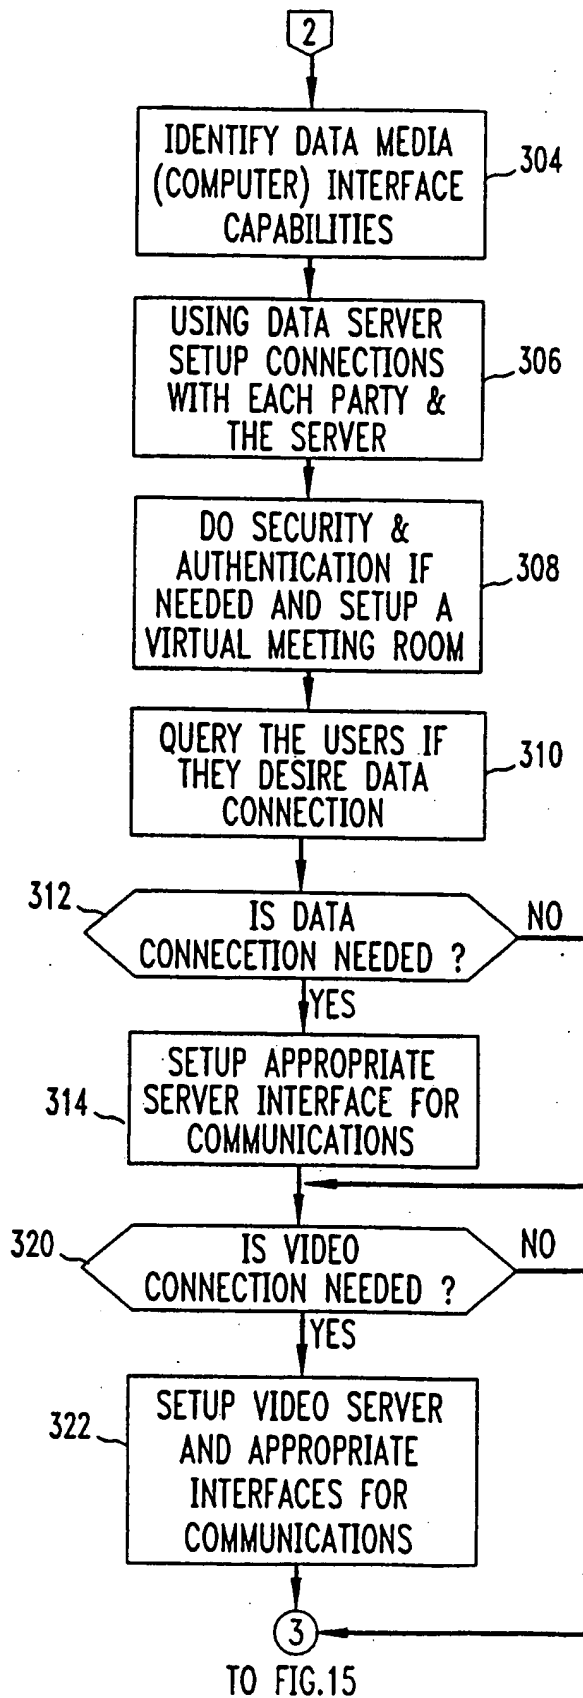 2
IDENTIFY DATA MEDIA
(COMPUTER) INTERFACE
CAPABILITIES
304
USING DATA SERVER
SETUP CONNECTIONS
WITH EACH PARTY &
THE SERVER
306
DO SECURITY &
AUTHENTICATION IF
NEEDED AND SETUP A
VIRTUAL MEETING ROOM
308
QUERY THE USERS IF
THEY DESIRE DATA
CONNECTION
310
312
IS DATA
CONNECETION NEEDED ?
NO
YES
SETUP APPROPRIATE
SERVER INTERFACE FOR
COMMUNICATIONS
314
320
IS VIDEO
CONNECTION NEEDED ?
NO
YES
SETUP VIDEO SERVER
AND APPROPRIATE
INTERFACES FOR
COMMUNICATIONS
322
3
TO FIG.15